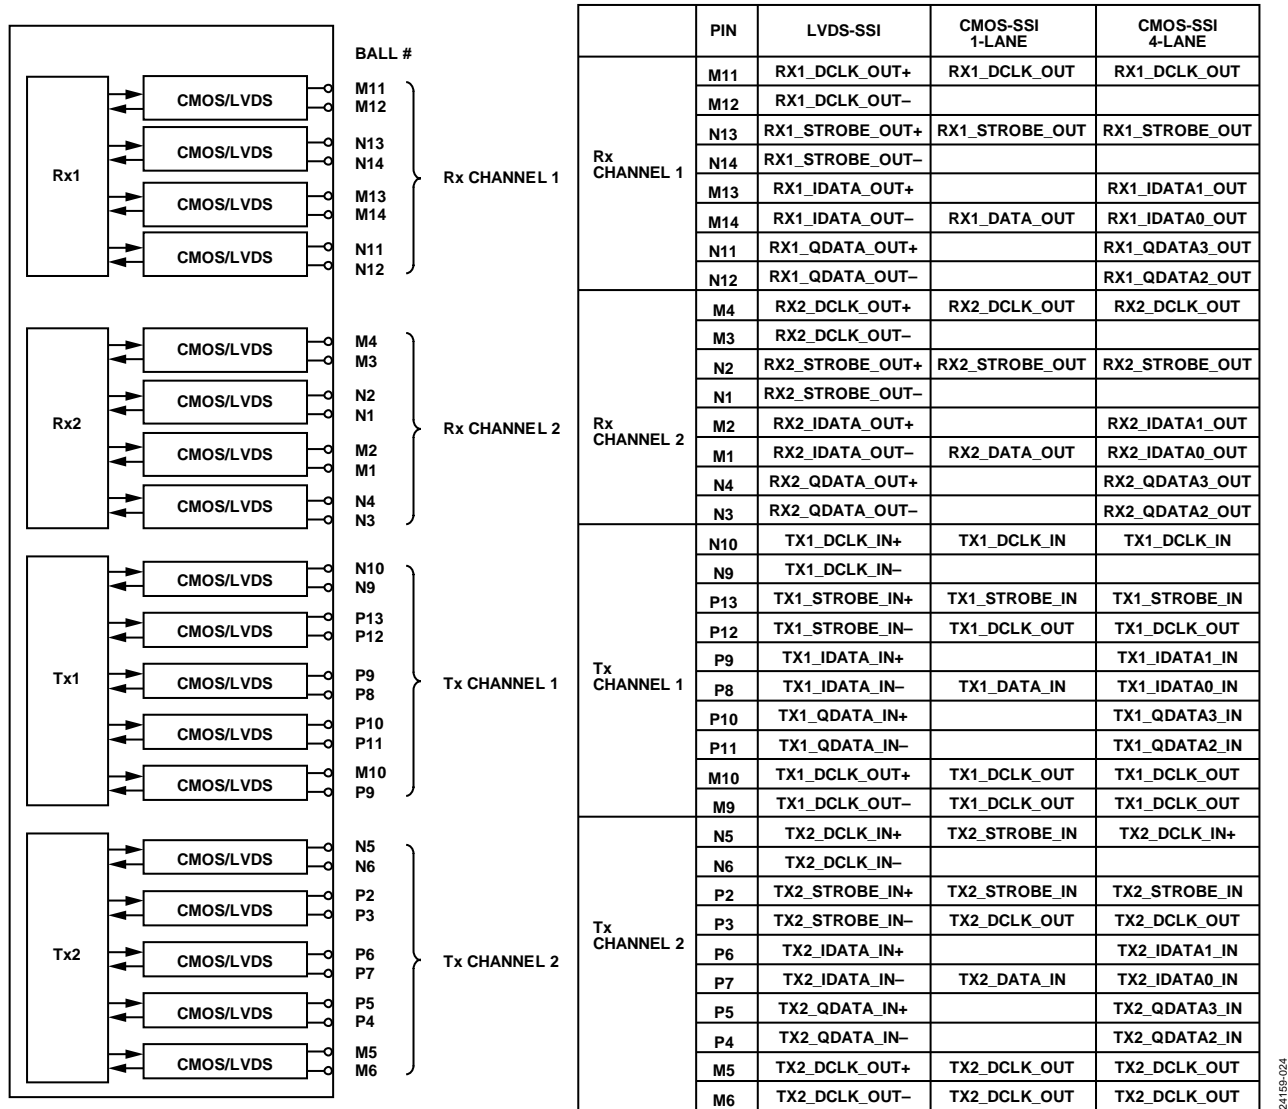 BALL #
Rx1
CMOS/LVDS
M11
M12
CMOS/LVDS
N13
N14
CMOS/LVDS
M13
M14
CMOS/LVDS
N11
N12
Rx CHANNEL 1
Rx2
CMOS/LVDS
M4
M3
CMOS/LVDS
N2
N1
CMOS/LVDS
M2
M1
CMOS/LVDS
N4
N3
Rx CHANNEL 2
Tx1
CMOS/LVDS
N10
N9
CMOS/LVDS
P13
P12
CMOS/LVDS
P9
P8
CMOS/LVDS
P10
P11
CMOS/LVDS
M10
P9
Tx CHANNEL 1
Tx2
CMOS/LVDS
N5
N6
CMOS/LVDS
P2
P3
CMOS/LVDS
P6
P7
CMOS/LVDS
P5
P4
CMOS/LVDS
M5
M6
Tx CHANNEL 2
PIN LVDS-SSI CMOS-SSI 1-LANE CMOS-SSI 4-LANE
Rx
CHANNEL 1
M11 RX1_DCLK_OUT+ RX1_DCLK_OUT RX1_DCLK_OUT
M12 RX1_DCLK_OUT–
N13 RX1_STROBE_OUT+ RX1_STROBE_OUT RX1_STROBE_OUT
N14 RX1_STROBE_OUT–
M13 RX1_IDATA_OUT+ RX1_IDATA1_OUT
M14 RX1_IDATA_OUT– RX1_DATA_OUT RX1_IDATA0_OUT
N11 RX1_QDATA_OUT+ RX1_QDATA3_OUT
N12 RX1_QDATA_OUT– RX1_QDATA2_OUT
Rx
CHANNEL 2
M4 RX2_DCLK_OUT+ RX2_DCLK_OUT RX2_DCLK_OUT
M3 RX2_DCLK_OUT–
N2 RX2_STROBE_OUT+ RX2_STROBE_OUT RX2_STROBE_OUT
N1 RX2_STROBE_OUT–
M2 RX2_IDATA_OUT+ RX2_IDATA1_OUT
M1 RX2_IDATA_OUT– RX2_DATA_OUT RX2_IDATA0_OUT
N4 RX2_QDATA_OUT+ RX2_QDATA3_OUT
N3 RX2_QDATA_OUT– RX2_QDATA2_OUT
Tx
CHANNEL 1
N10 TX1_DCLK_IN+ TX1_DCLK_IN TX1_DCLK_IN
N9 TX1_DCLK_IN–
P13 TX1_STROBE_IN+ TX1_STROBE_IN TX1_STROBE_IN
P12 TX1_STROBE_IN– TX1_DCLK_OUT TX1_DCLK_OUT
P9 TX1_IDATA_IN+ TX1_IDATA1_IN
P8 TX1_IDATA_IN– TX1_DATA_IN TX1_IDATA0_IN
P10 TX1_QDATA_IN+ TX1_QDATA3_IN
P11 TX1_QDATA_IN– TX1_QDATA2_IN
M10 TX1_DCLK_OUT+ TX1_DCLK_OUT TX1_DCLK_OUT
M9 TX1_DCLK_OUT– TX1_DCLK_OUT TX1_DCLK_OUT
Tx
CHANNEL 2
N5 TX2_DCLK_IN+ TX2_STROBE_IN TX2_DCLK_IN+
N6 TX2_DCLK_IN–
P2 TX2_STROBE_IN+ TX2_STROBE_IN TX2_STROBE_IN
P3 TX2_STROBE_IN– TX2_DCLK_OUT TX2_DCLK_OUT
P6 TX2_IDATA_IN+ TX2_IDATA1_IN
P7 TX2_IDATA_IN– TX2_DATA_IN TX2_IDATA0_IN
P5 TX2_QDATA_IN+ TX2_QDATA3_IN
P4 TX2_QDATA_IN– TX2_QDATA2_IN
M5 TX2_DCLK_OUT+ TX2_DCLK_OUT TX2_DCLK_OUT
M6 TX2_DCLK_OUT– TX2_DCLK_OUT TX2_DCLK_OUT
24159-024